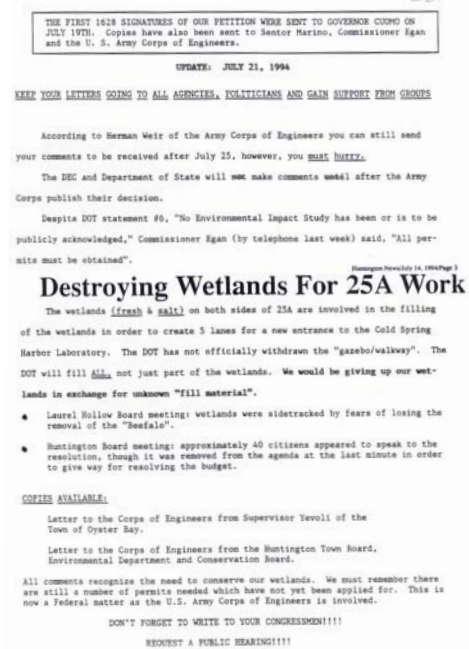 THE FIRST 1628 SIGNATURES OF OUR PETITION WERE SENT TO GOVERNOR CUOMO ON
JULY 19TH. Copies have also been sent to Sentor Marino, Commissioner Egan
and the U. S. Army Corps of Engineers.
UPDATE: JULY 21, 1994
KEEP YOUR LETTERS GOING TO ALL AGENCIES, POLITICIANS AND GAIN SUPPORT FROM GROUPS
According to Herman Weir of the Army Corps of Engineers you can still send
your comments to be received after July 25, however, you must hurry.
The DEC and Department of State will not make comments until after the Army
Corps publish their decision.
Despite DOT statement #6, "No Environmental Impact Study has been or is to be
publicly acknowledged," Commissioner Egan (by telephone last week) said, "All per-
mits must be obtained".
Huntington News/July 14, 1994/Page 3
Destroying Wetlands For 25A Work
The wetlands (fresh & salt) on both sides of 25A are involved in the filling
of the wetlands in order to create 5 lanes for a new entrance to the Cold Spring
Harbor Laboratory. The DOT has not officially withdrawn the "gazebo/walkway". The
DOT will fill ALL, not just part of the wetlands. We would be giving up our wet-
lands in exchange for unknown "fill material".
Laurel Hollow Board meeting: wetlands were sidetracked by fears of losing the
removal of the "Beefalo".
Huntington Board meeting: approximately 40 citizens appeared to speak to the
resolution, though it was removed from the agenda at the last minute in order
to give way for resolving the budget.
COPIES AVAILABLE:
Letter to the Corps of Engineers from Supervisor Yevoli of the
Town of Oyster Bay.
Letter to the Corps of Engineers from the Huntington Town Board,
Environmental Department and Conservation Board.
All comments recognize the need to conserve our wetlands. We must remember there
are still a number of permits needed which have not yet been applied for. This is
now a Federal matter as the U.S. Army Corps of Engineers is involved.
DON'T FORGET TO WRITE TO YOUR CONGRESSMEN!!!!
REQUEST A PUBLIC HEARING!!!!